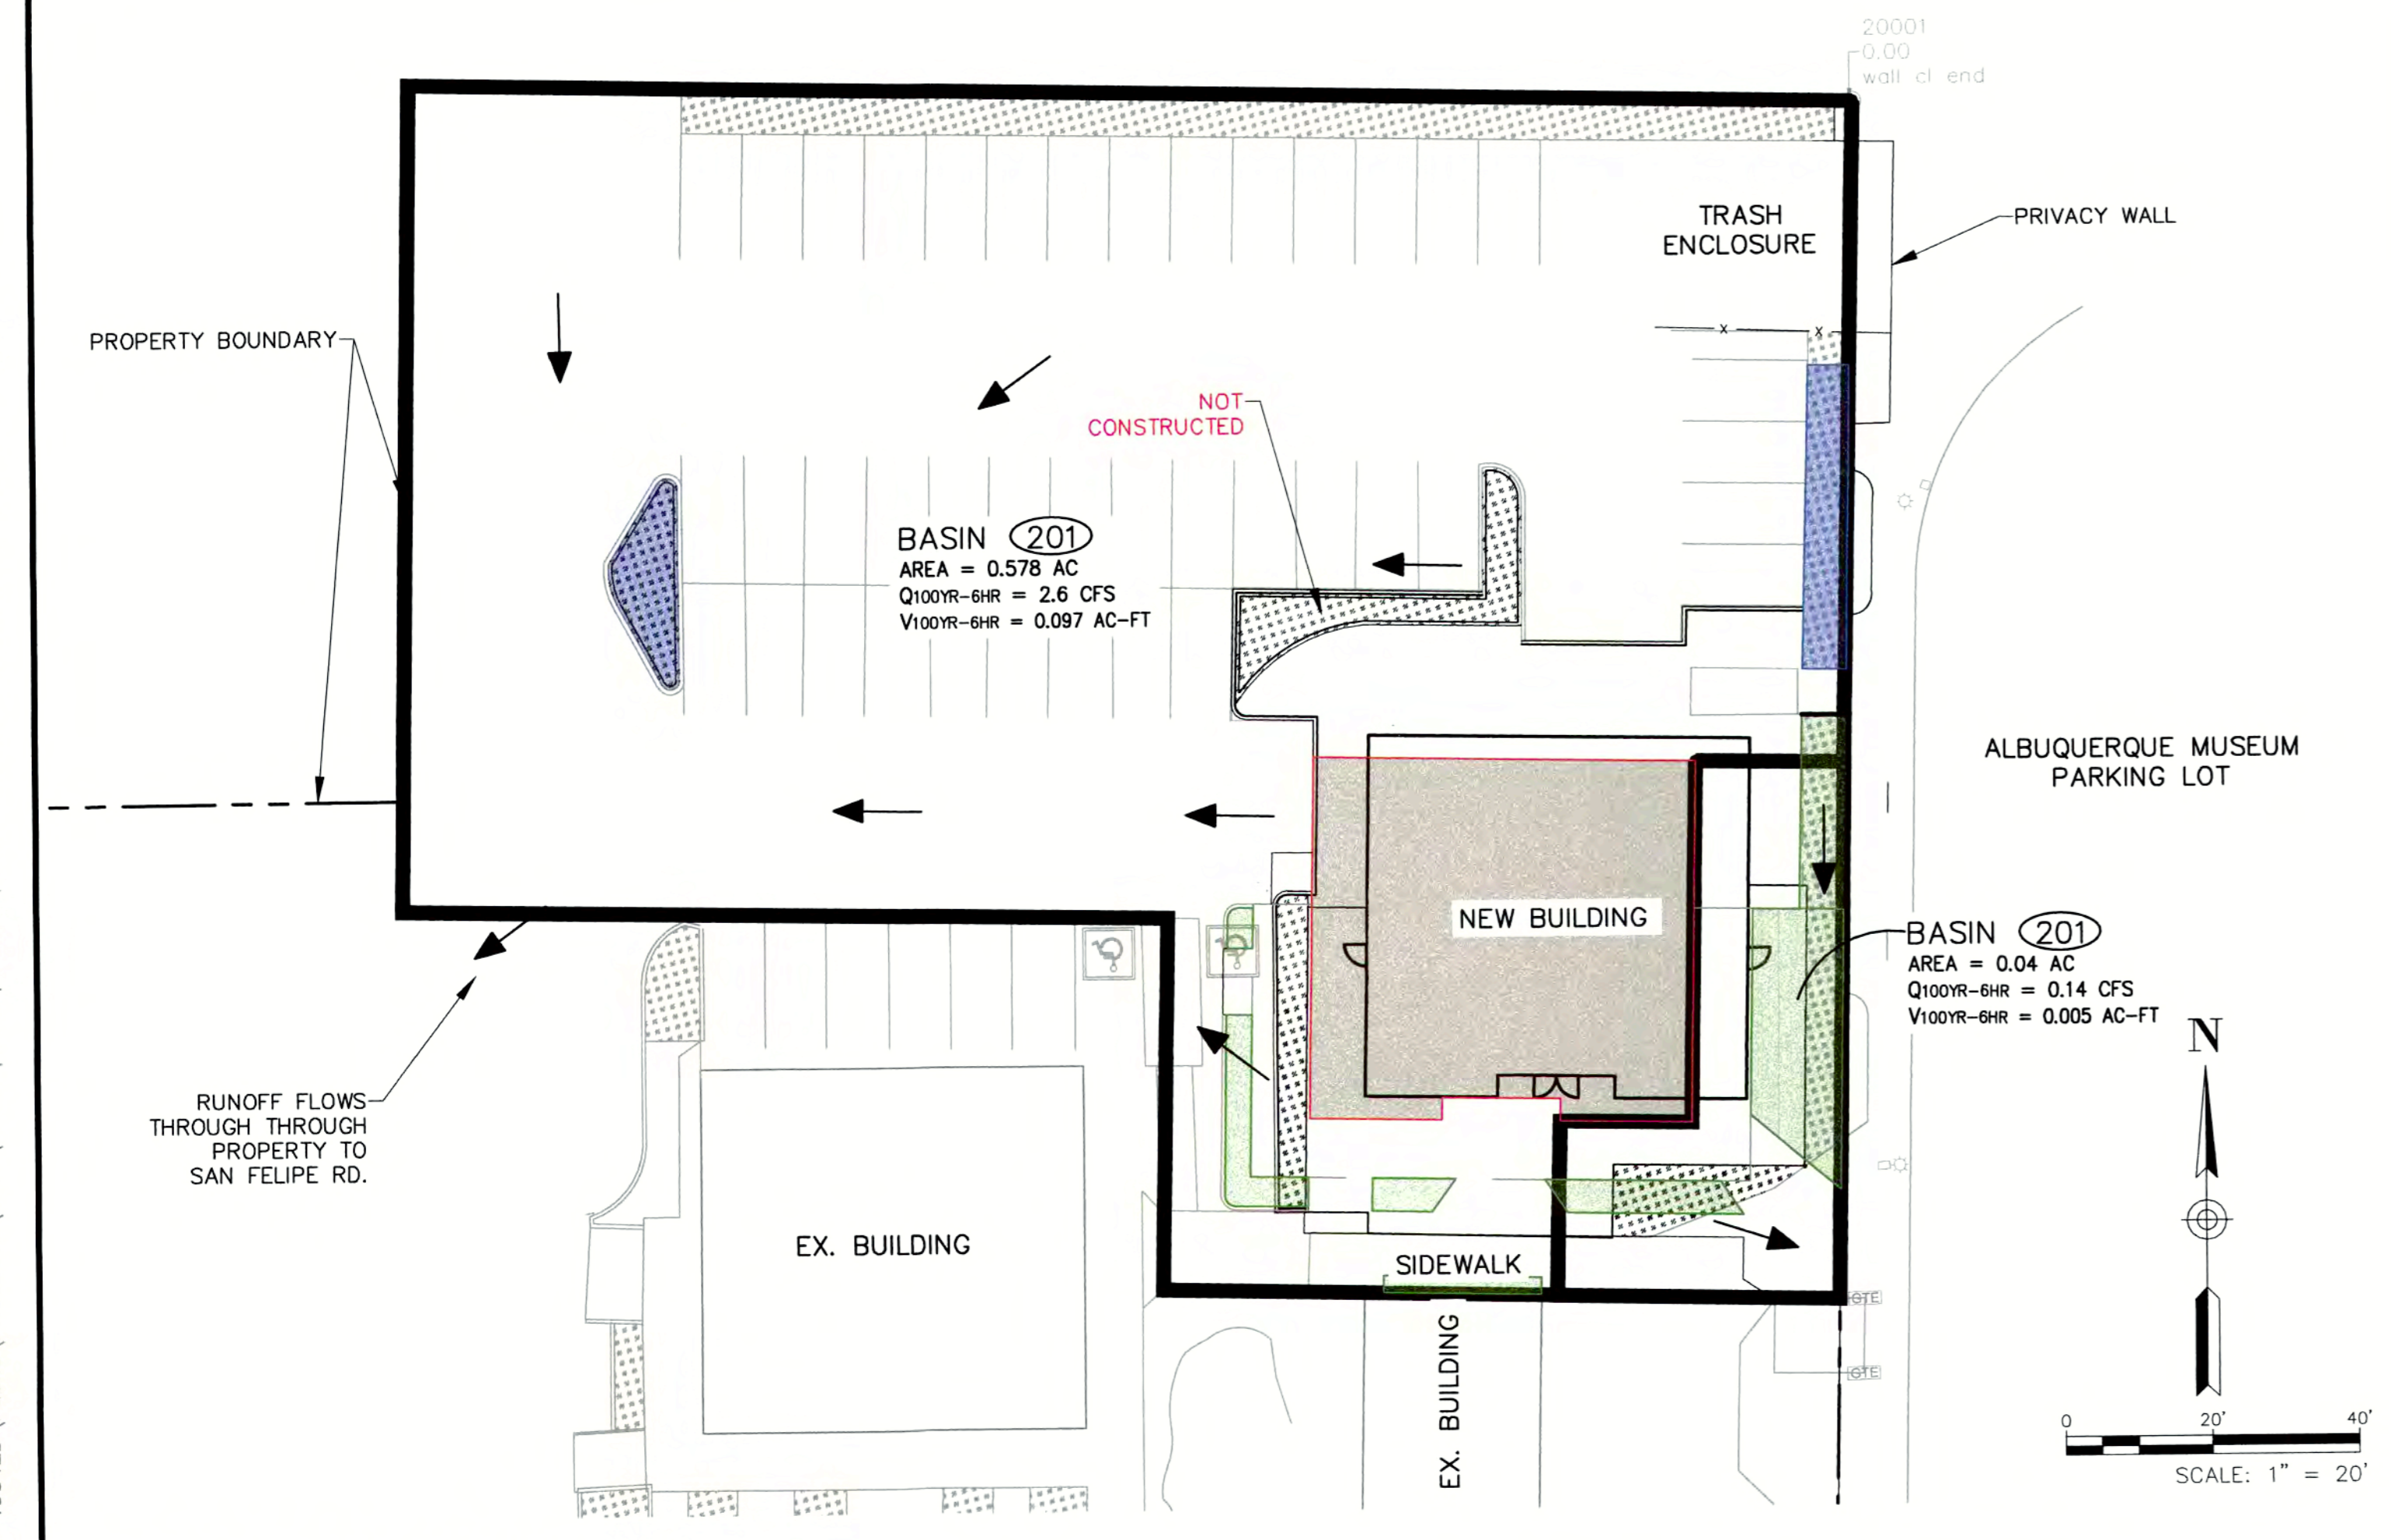 20001
0.00
wall cl end
TRASH
ENCLOSURE
PRIVACY WALL
PROPERTY BOUNDARY
X X
NOT
CONSTRUCTED
BASIN 201
AREA = 0.578 AC
Q100YR-6HR = 2.6 CFS
V100YR-6HR = 0.097 AC-FT
ALBUQUERQUE MUSEUM
PARKING LOT
NEW BUILDING
BASIN 201
AREA = 0.04 AC
Q100YR-6HR = 0.14 CFS
V100YR-6HR = 0.005 AC-FT
N
RUNOFF FLOWS
THROUGH THROUGH
PROPERTY TO
SAN FELIPE RD.
EX. BUILDING
SIDEWALK
GTE
EX. BUILDING
GTE
0 20' 40'
SCALE: 1" = 20'